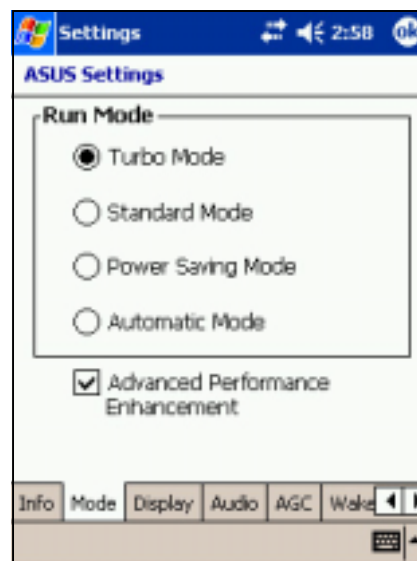 Settings 2:58 ok
ASUS Settings
Run Mode
Turbo Mode
Standard Mode
Power Saving Mode
Automatic Mode
Advanced Performance
Enhancement
Info Mode Display Audio AGC Wake